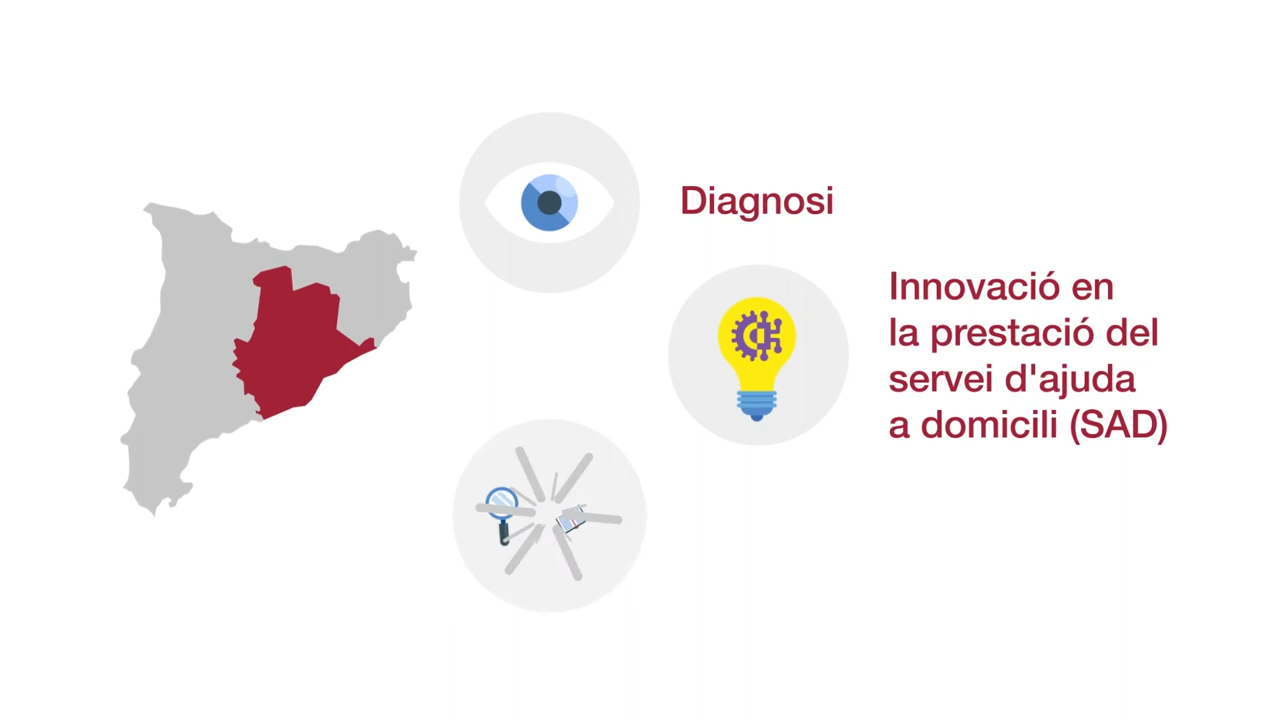 Diagnosi
Innovació en
la prestació del
servei d'ajuda
a domicili (SAD)